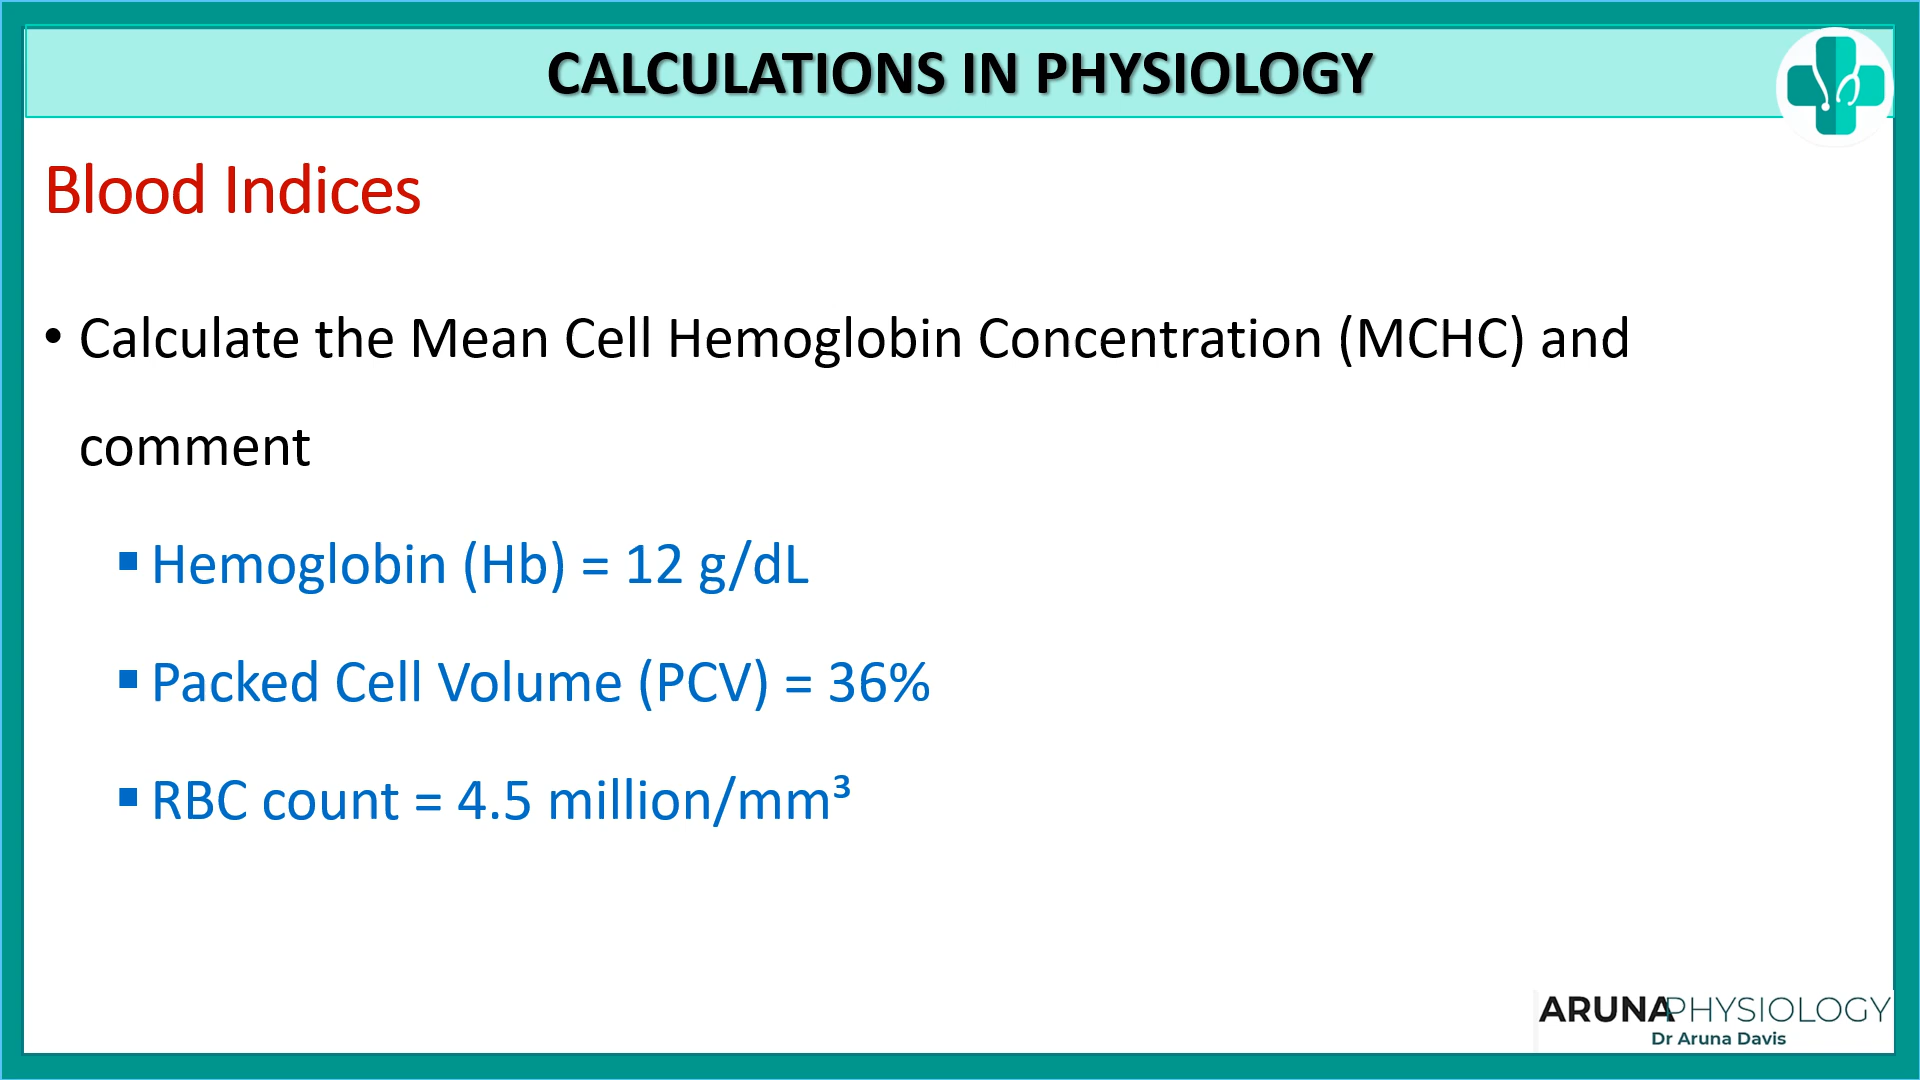 CALCULATIONS IN PHYSIOLOGY
Blood Indices
• Calculate the Mean Cell Hemoglobin Concentration (MCHC) and
comment
▪ Hemoglobin (Hb) = 12 g/dL
▪ Packed Cell Volume (PCV) = 36%
▪ RBC count = 4.5 million/mm³
ARUNAPHYSIOLOGY
Dr Aruna Davis